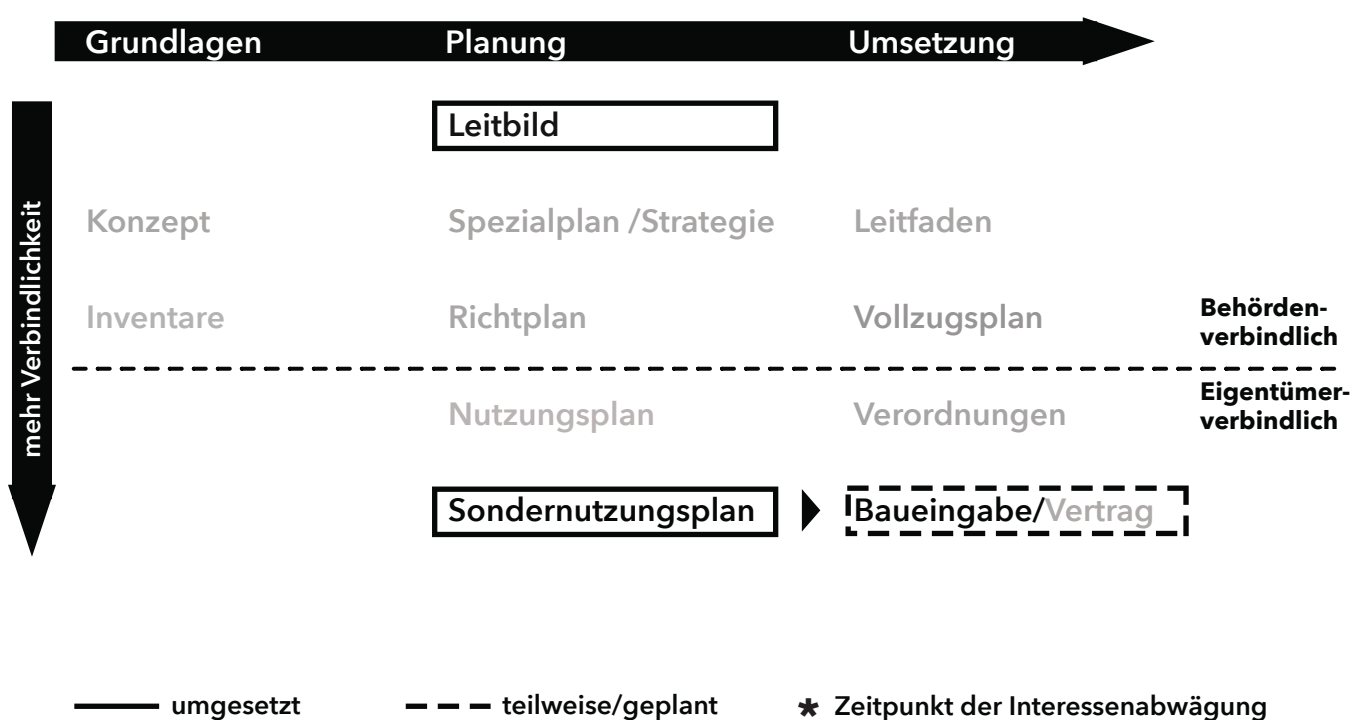 Grundlagen Planung Umsetzung
Leitbild
mehr Verbindlichkeit
Konzept Spezialplan /Strategie Leitfaden
Inventare Richtplan Vollzugsplan
Behörden-
verbindlich
Eigentümer-
verbindlich
Nutzungsplan Verordnungen
Sondernutzungsplan Baueingabe/Vertrag
umgesetzt teilweise/geplant * Zeitpunkt der Interessenabwägung